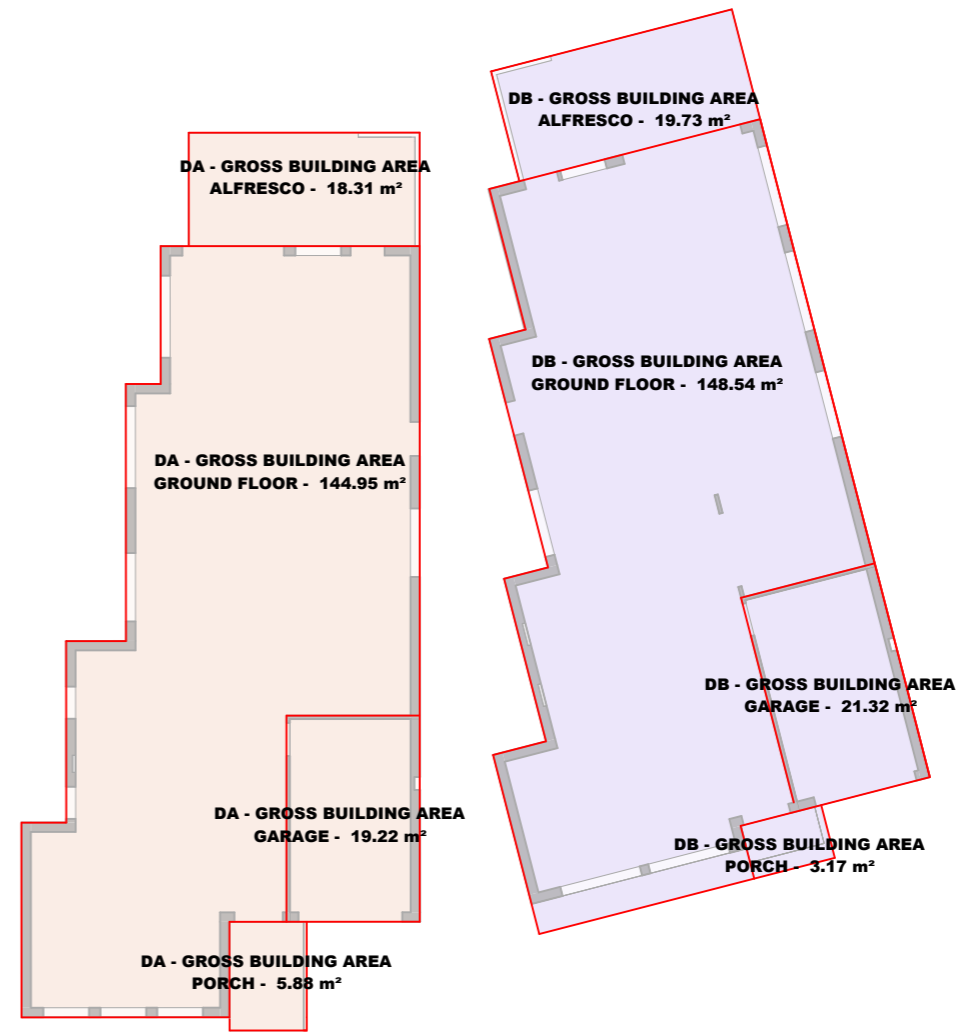 DB - GROSS BUILDING AREA
ALFRESCO - 19.73 m²
DA - GROSS BUILDING AREA
ALFRESCO - 18.31 m²
DB - GROSS BUILDING AREA
GROUND FLOOR - 148.54 m²
DA - GROSS BUILDING AREA
GROUND FLOOR - 144.95 m²
DB - GROSS BUILDING AREA
GARAGE - 21.32 m²
DA - GROSS BUILDING AREA
GARAGE - 19.22 m²
DB - GROSS BUILDING AREA
PORCH - 3.17 m²
DA - GROSS BUILDING AREA
PORCH - 5.88 m²